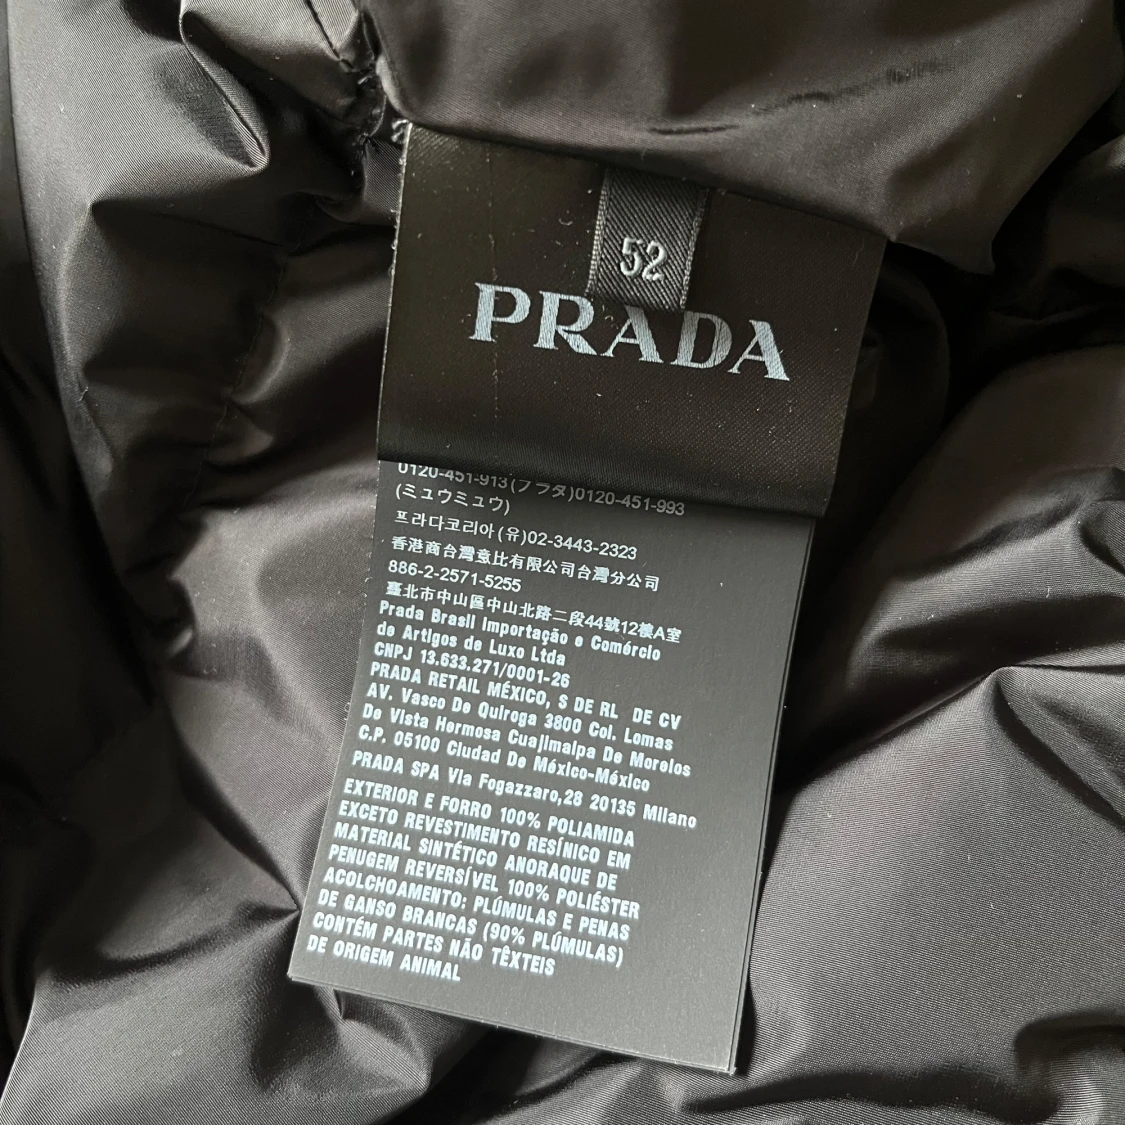 52
PRADA
0120-451-913(プラダ)0120-451-993
(ミュウミュウ)
프라다코리아(유)02-3443-2323
香港商台灣意比有限公司台灣分公司
886-2-2571-5255
臺北市中山區中山北路二段44號12樓A室
Prada Brasil Importação e Comércio
de Artigos de Luxo Ltda
CNPJ 13.633.271/0001-26
PRADA RETAIL MÉXICO, S DE RL DE CV
AV. Vasco De Quiroga 3800 Col. Lomas
De Vista Hermosa Cuajimalpa De Morelos
C.P. 05100 Ciudad De México-México
PRADA SPA Via Fogazzaro,28 20135 Milano
EXTERIOR E FORRO 100% POLIAMIDA
EXCETO REVESTIMENTO RESÍNICO EM
MATERIAL SINTÉTICO ANORAQUE DE
PENUGEM REVERSÍVEL 100% POLIÉSTER
ACOLCHOAMENTO: PLÚMULAS E PENAS
DE GANSO BRANCAS (90% PLÚMULAS)
CONTÉM PARTES NÃO TÊXTEIS
DE ORIGEM ANIMAL